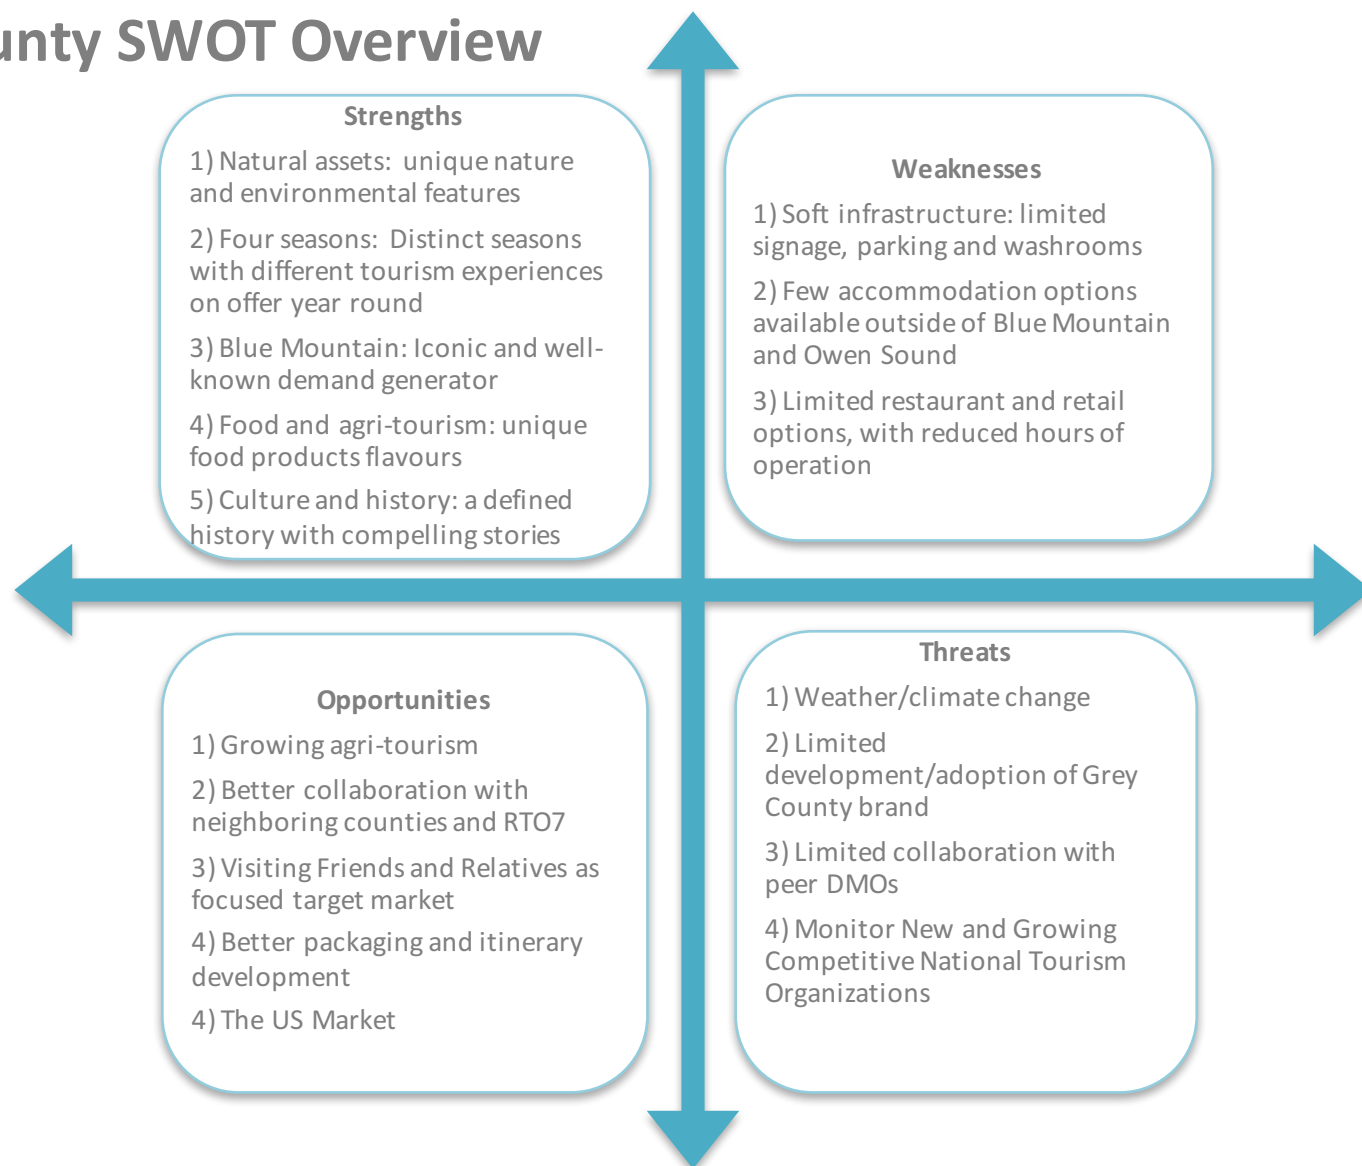 unty SWOT Overview
Strengths
1) Natural assets:  unique nature
and environmental features
2) Four seasons:  Distinct seasons
with different tourism experiences
on offer year round
3) Blue Mountain: Iconic and well-
known demand generator
4) Food and agri-tourism: unique
food products flavours
5) Culture and history: a defined
history with compelling stories
Weaknesses
1) Soft infrastructure: limited
signage, parking and washrooms
2) Few accommodation options
available outside of Blue Mountain
and Owen Sound
3) Limited restaurant and retail
options, with reduced hours of
operation
Opportunities
1) Growing agri-tourism
2) Better collaboration with
neighboring counties and RTO7
3) Visiting Friends and Relatives as
focused target market
4) Better packaging and itinerary
development
4) The US Market
Threats
1) Weather/climate change
2) Limited
development/adoption of Grey
County brand
3) Limited collaboration with
peer DMOs
4) Monitor New and Growing
Competitive National Tourism
Organizations